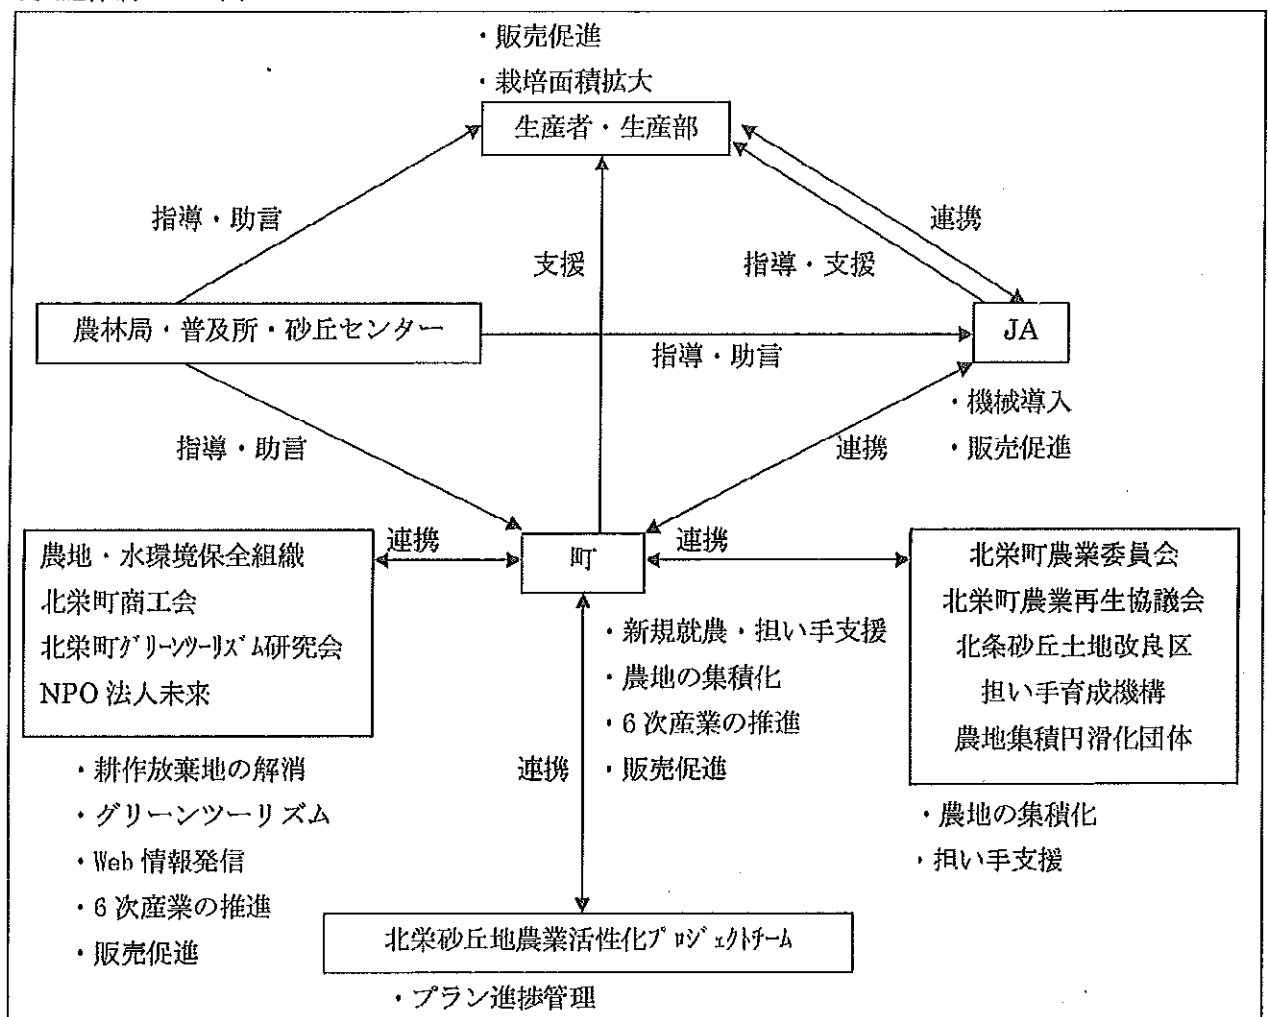 ・販売促進
・栽培面積拡大
生産者・生産部
指導・助言
連携
支援
指導・支援
農林局・普及所・砂丘センター
JA
指導・助言
・機械導入
・販売促進
指導・助言
連携
農地・水環境保全組織
北栄町商工会
北栄町グリーンツーリズム研究会
NPO 法人未来
連携
町
連携
北栄町農業委員会
北栄町農業再生協議会
北条砂丘土地改良区
担い手育成機構
農地集積円滑化団体
・新規就農・担い手支援
・農地の集積化
・6 次産業の推進
・販売促進
連携
・耕作放棄地の解消
・グリーンツーリズム
・Web 情報発信
・6 次産業の推進
・販売促進
・農地の集積化
・担い手支援
北栄砂丘地農業活性化プロジェクトチーム
・プラン進捗管理